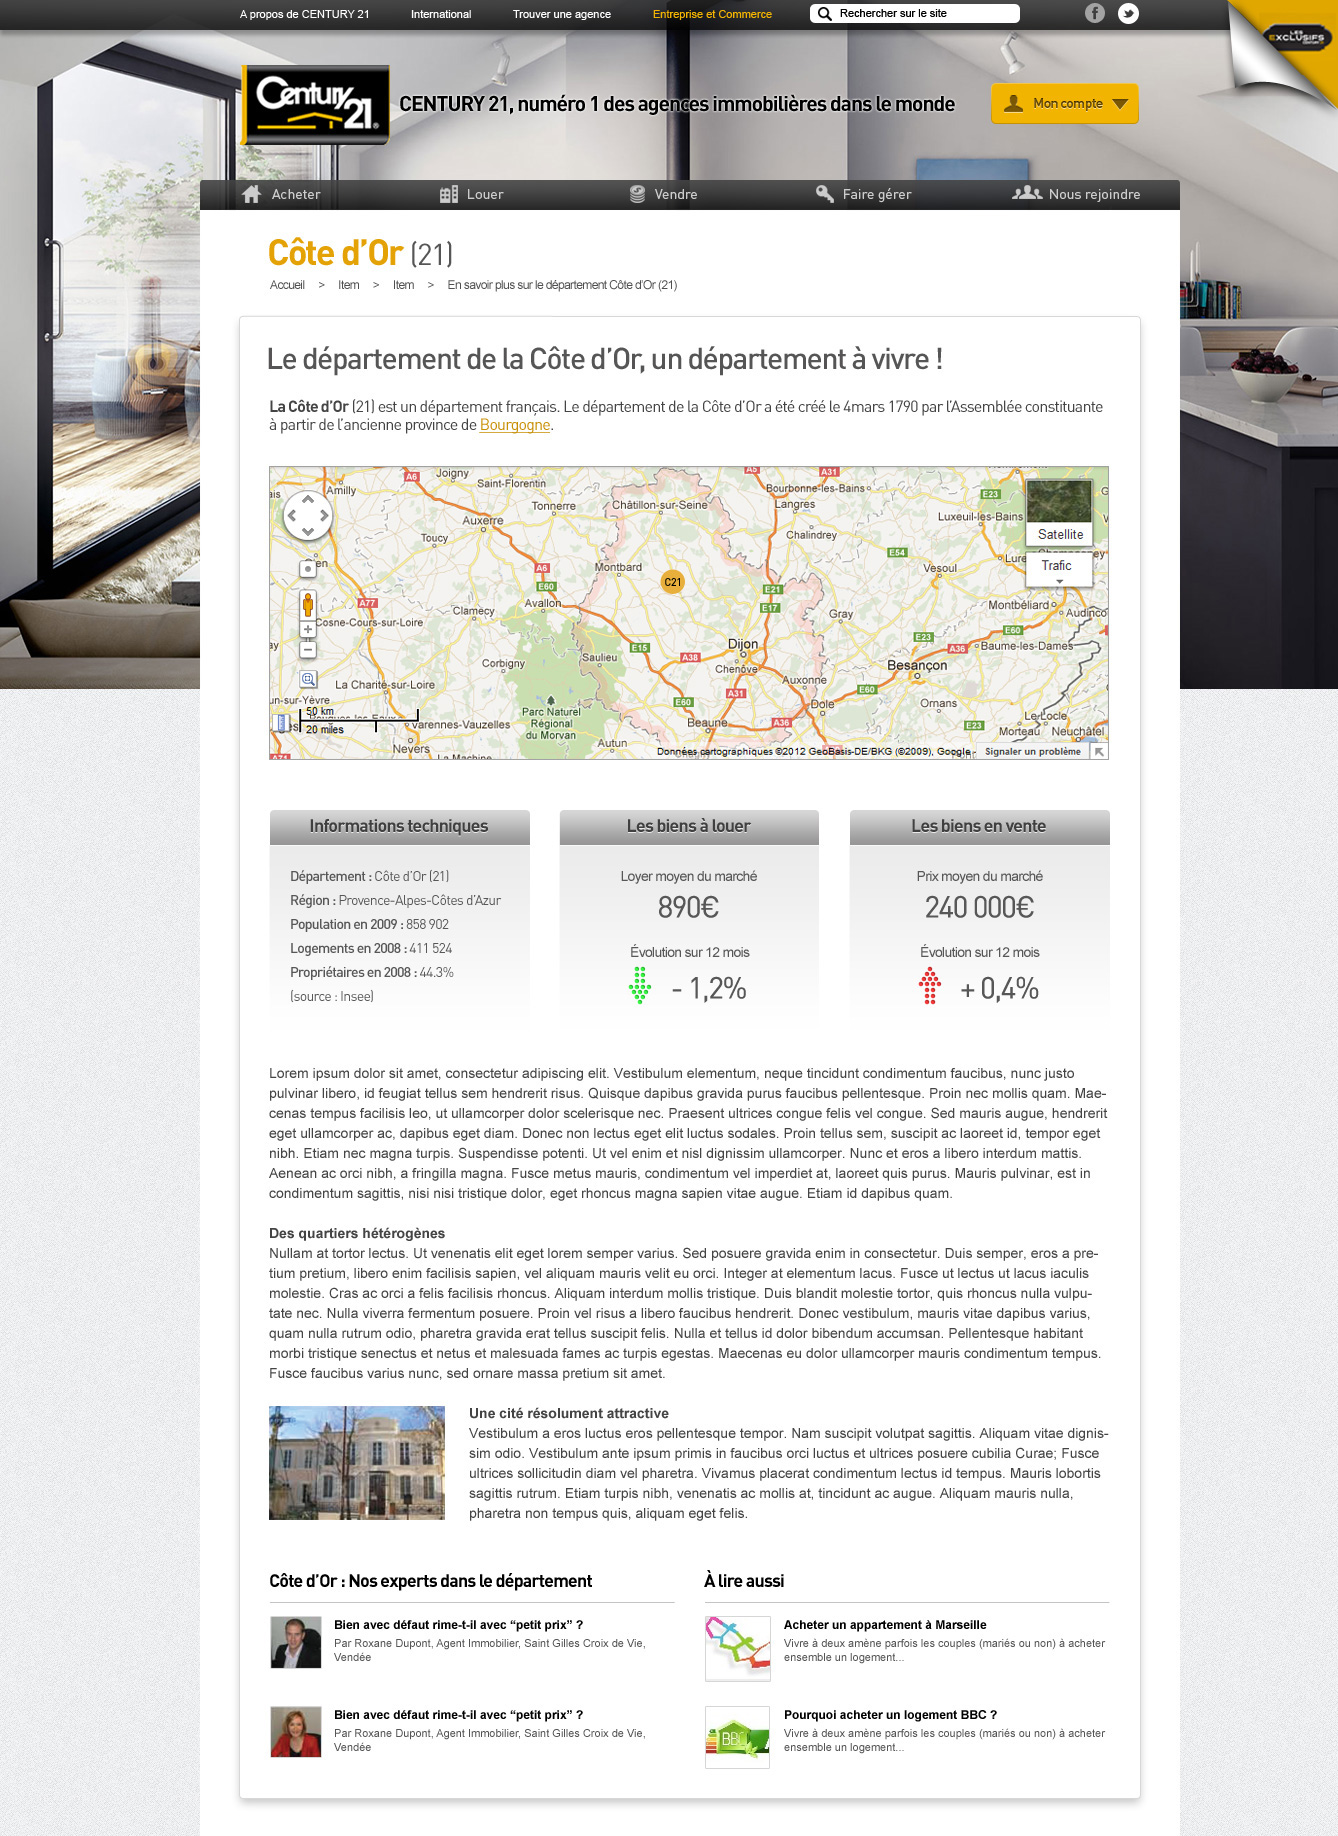 A propos de CENTURY 21
International
Trouver une agence
Entreprise et Commerce
Rechercher sur le site
LES EXCLUSIFS
Century 21
CENTURY 21, numéro 1 des agences immobilières dans le monde
Mon compte
Acheter
Louer
Vendre
Faire gérer
Nous rejoindre
Côte d’Or (21)
Accueil > Item > Item > En savoir plus sur le département Côte d'Or (21)
Le département de la Côte d’Or, un département à vivre !
La Côte d’Or (21) est un département français. Le département de la Côte d’Or a été créé le 4mars 1790 par l’Assemblée constituante
à partir de l’ancienne province de Bourgogne.
Joigny
A6
A5
A31
Amilly
Saint-Florentin
Bourbonne-les-Bains
E23
Tonnerre
Châtillon-sur-Seine
Langres
Luxeuil-les-Bains
Auxerre
Satellite
Toucy
Chalindrey
E54
Lure
Champagney
Trafic
Montbard
A6
Vesoul
C21
E60
E21
A77
Avallon
E17
Montbéliard
Clamecy
Gray
Audinco
Cosne-Cours-sur-Loire
E60
E23
Dijon
E15
A36
Baume-les-Dames
Saulieu
A38
Corbigny
Chenôve
Besançon
Auxonne
La Charité-sur-Loire
E60
A31
E60
Dole
Ornans
un-sur-Yèvre
50 km
Parc Naturel
Régional
du Morvan
Beaune
A36
E23
Le Locle
20 miles
Varennes-Vauzelles
Morteau
Neuchâtel
Nevers
Autun
La Machine
Données cartographiques ©2012 GeoBasis-DE/BKG (©2009), Google - Signaler un problème
Informations techniques
Département : Côte d’Or (21)
Région : Provence-Alpes-Côtes d’Azur
Population en 2009 : 858 902
Logements en 2008 : 411 524
Propriétaires en 2008 : 44.3%
(source : Insee)
Les biens à louer
Loyer moyen du marché
890€
Évolution sur 12 mois
- 1,2%
Les biens en vente
Prix moyen du marché
240 000€
Évolution sur 12 mois
+ 0,4%
Lorem ipsum dolor sit amet, consectetur adipiscing elit. Vestibulum elementum, neque tincidunt condimentum faucibus, nunc justo
pulvinar libero, id feugiat tellus sem hendrerit risus. Quisque dapibus gravida purus faucibus pellentesque. Proin nec mollis quam. Mae-
cenas tempus facilisis leo, ut ullamcorper dolor scelerisque nec. Praesent ultrices congue felis vel congue. Sed mauris augue, hendrerit
eget ullamcorper ac, dapibus eget diam. Donec non lectus eget elit luctus sodales. Proin tellus sem, suscipit ac laoreet id, tempor eget
nibh. Etiam nec magna turpis. Suspendisse potenti. Ut vel enim et nisl dignissim ullamcorper. Nunc et eros a libero interdum mattis.
Aenean ac orci nibh, a fringilla magna. Fusce metus mauris, condimentum vel imperdiet at, laoreet quis purus. Mauris pulvinar, est in
condimentum sagittis, nisi nisi tristique dolor, eget rhoncus magna sapien vitae augue. Etiam id dapibus quam.
Des quartiers hétérogènes
Nullam at tortor lectus. Ut venenatis elit eget lorem semper varius. Sed posuere gravida enim in consectetur. Duis semper, eros a pre-
tium pretium, libero enim facilisis sapien, vel aliquam mauris velit eu orci. Integer at elementum lacus. Fusce ut lectus ut lacus iaculis
molestie. Cras ac orci a felis facilisis rhoncus. Aliquam interdum mollis tristique. Duis blandit molestie tortor, quis rhoncus nulla vulpu-
tate nec. Nulla viverra fermentum posuere. Proin vel risus a libero faucibus hendrerit. Donec vestibulum, mauris vitae dapibus varius,
quam nulla rutrum odio, pharetra gravida erat tellus suscipit felis. Nulla et tellus id dolor bibendum accumsan. Pellentesque habitant
morbi tristique senectus et netus et malesuada fames ac turpis egestas. Maecenas eu dolor ullamcorper mauris condimentum tempus.
Fusce faucibus varius nunc, sed ornare massa pretium sit amet.
Une cité résolument attractive
Vestibulum a eros luctus eros pellentesque tempor. Nam suscipit volutpat sagittis. Aliquam vitae dignis-
sim odio. Vestibulum ante ipsum primis in faucibus orci luctus et ultrices posuere cubilia Curae; Fusce
ultrices sollicitudin diam vel pharetra. Vivamus placerat condimentum lectus id tempus. Mauris lobortis
sagittis rutrum. Etiam turpis nibh, venenatis ac mollis at, tincidunt ac augue. Aliquam mauris nulla,
pharetra non tempus quis, aliquam eget felis.
Côte d’Or : Nos experts dans le département
Bien avec défaut rime-t-il avec “petit prix” ?
Par Roxane Dupont, Agent Immobilier, Saint Gilles Croix de Vie,
Vendée
Bien avec défaut rime-t-il avec “petit prix” ?
Par Roxane Dupont, Agent Immobilier, Saint Gilles Croix de Vie,
Vendée
À lire aussi
Acheter un appartement à Marseille
Vivre à deux amène parfois les couples (mariés ou non) à acheter
ensemble un logement...
BBC
Pourquoi acheter un logement BBC ?
Vivre à deux amène parfois les couples (mariés ou non) à acheter
ensemble un logement...